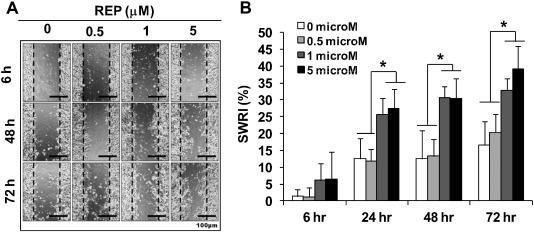 A
REP (µM)
0 0.5 1 5
6 h
48h
72 h
100µm
B
SWRI (%)
50
45
40
35
30
25
20
15
10
5
0
0 microM
0.5 microM
1 microM
5 microM
* * *
6 hr 24 hr 48 hr 72 hr